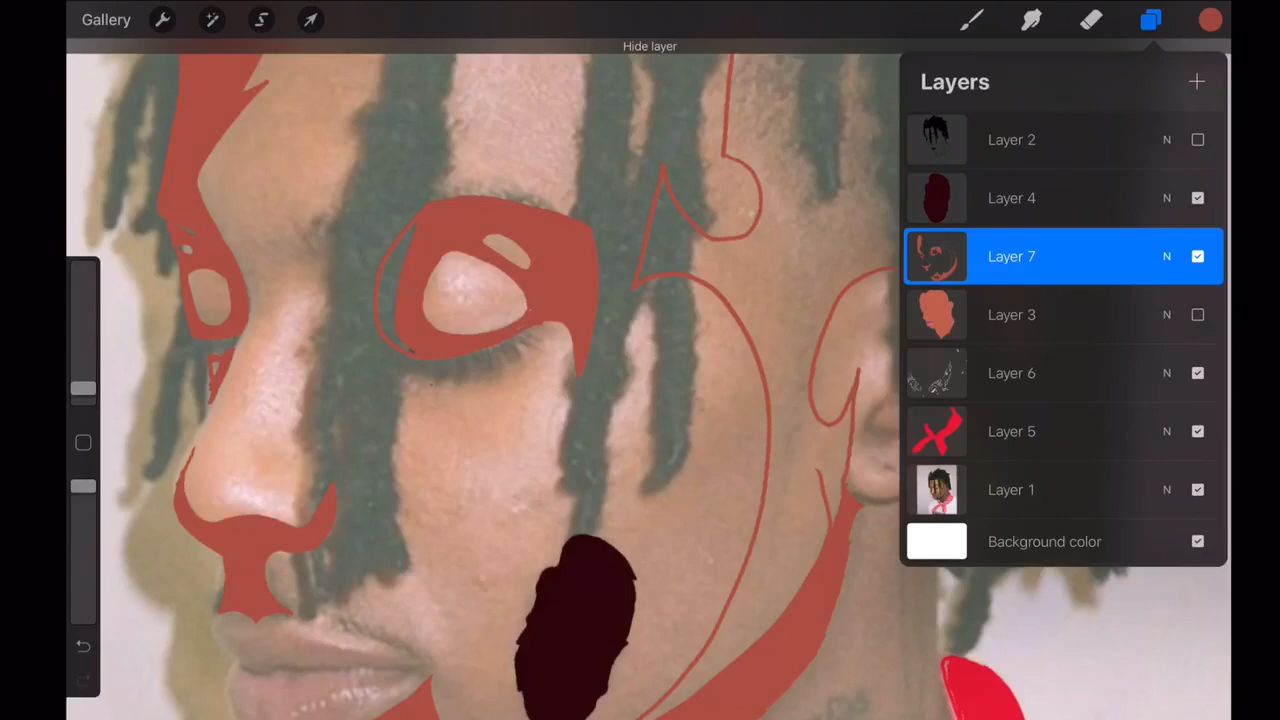 Gallery
Hide layer
Layers
Layer 2 N
Layer 4 N
Layer 7 N
Layer 3 N
Layer 6 N
Layer 5 N
Layer 1 N
Background color